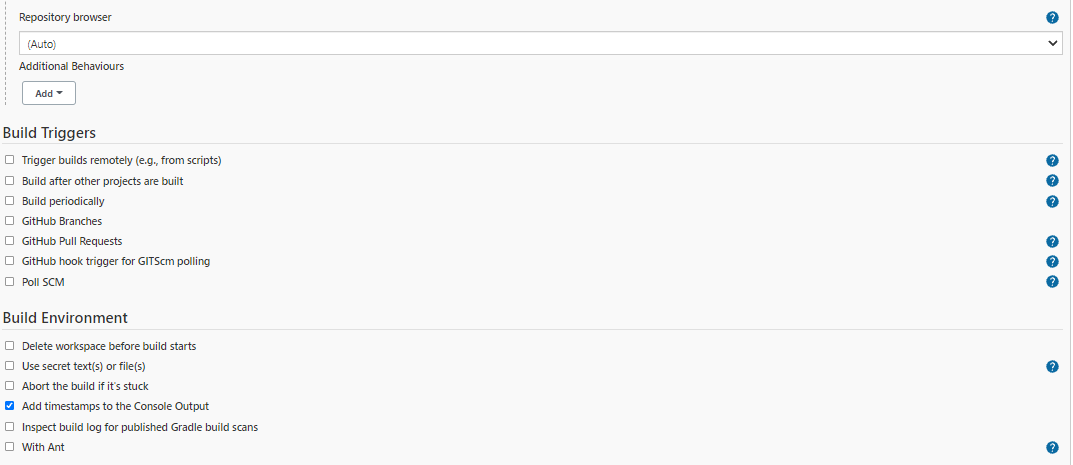 Repository browser
?
(Auto)
Additional Behaviours
Add
Build Triggers
Trigger builds remotely (e.g., from scripts)
?
Build after other projects are built
?
Build periodically
?
GitHub Branches
GitHub Pull Requests
?
GitHub hook trigger for GITScm polling
?
Poll SCM
?
Build Environment
Delete workspace before build starts
Use secret text(s) or file(s)
?
Abort the build if it's stuck
Add timestamps to the Console Output
Inspect build log for published Gradle build scans
With Ant
?